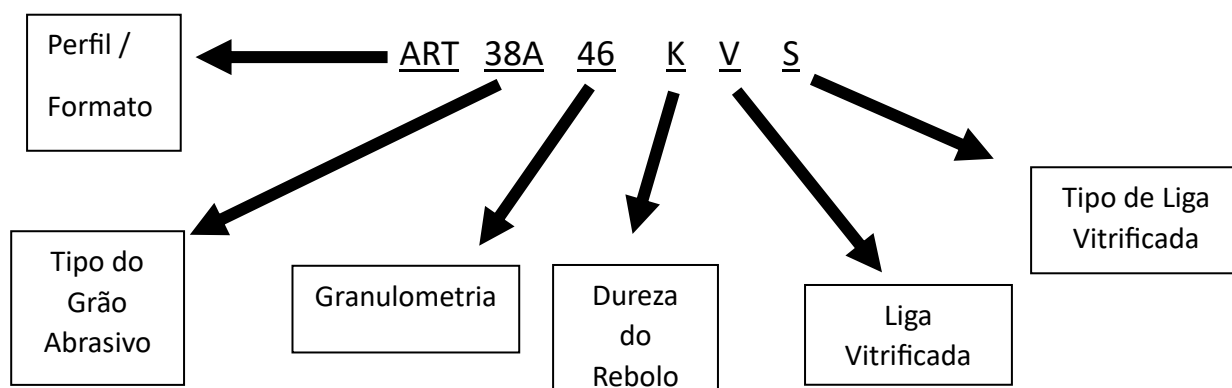 Perfil /
Formato
ART 38A 46 K V S
Tipo de Liga
Vitrificada
Tipo do
Grão
Abrasivo
Granulometria
Dureza
do
Rebolo
Liga
Vitrificada